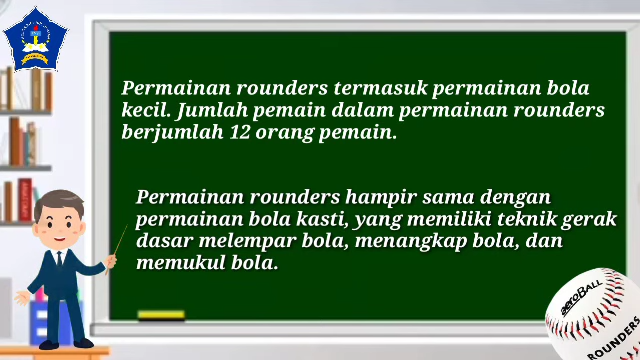 Permainan rounders termasuk permainan bola
kecil. Jumlah pemain dalam permainan rounders
berjumlah 12 orang pemain.
Permainan rounders hampir sama dengan
permainan bola kasti, yang memiliki teknik gerak
dasar melempar bola, menangkap bola, dan
memukul bola.
aeroBALL
ROUNDERS